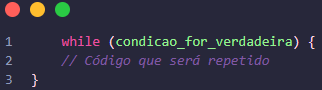 1 while (condicao_for_verdadeira) {
2 // Código que será repetido
3 }